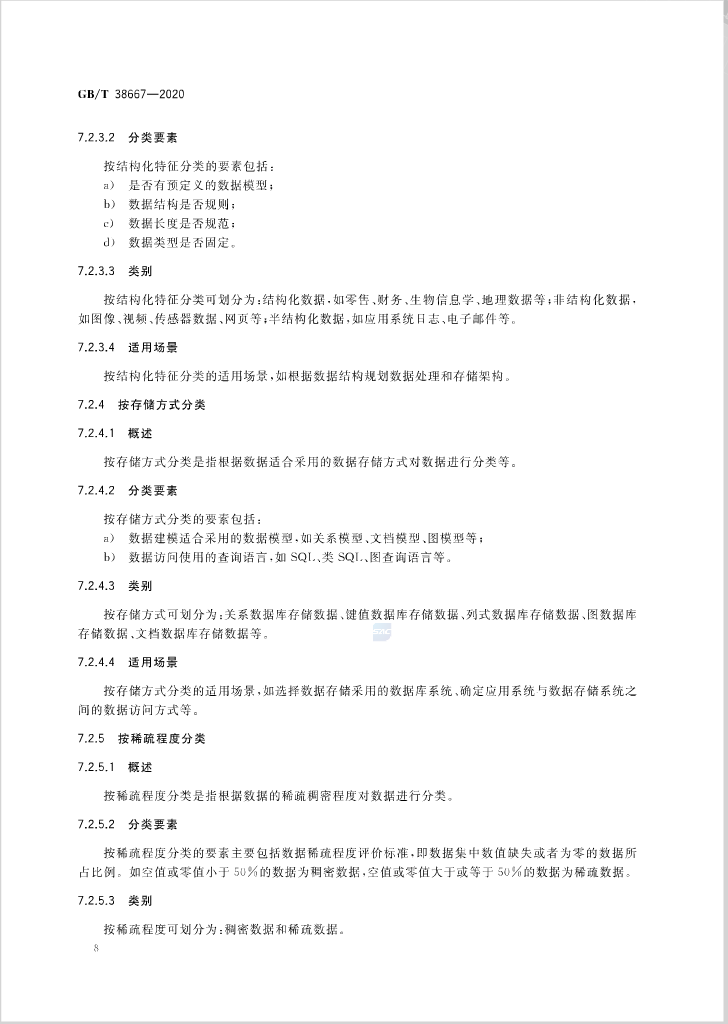 GB/T 38667—2020
7.2.3.2 分类要素
按结构化特征分类的要素包括：
a） 是否有预定义的数据模型；
b） 数据结构是否规则；
c） 数据长度是否规范；
d） 数据类型是否固定。
7.2.3.3 类别
按结构化特征分类可划分为：结构化数据，如零售、财务、生物信息学、地理数据等；非结构化数据，
如图像、视频、传感器数据、网页等；半结构化数据，如应用系统日志、电子邮件等。
7.2.3.4 适用场景
按结构化特征分类的适用场景，如根据数据结构规划数据处理和存储架构。
7.2.4 按存储方式分类
7.2.4.1 概述
按存储方式分类是指根据数据适合采用的数据存储方式对数据进行分类等。
7.2.4.2 分类要素
按存储方式分类的要素包括：
a） 数据建模适合采用的数据模型，如关系模型、文档模型、图模型等；
b） 数据访问使用的查询语言，如 SQL、类 SQL、图查询语言等。
7.2.4.3 类别
按存储方式可划分为：关系数据库存储数据、键值数据库存储数据、列式数据库存储数据、图数据库
存储数据、文档数据库存储数据等。
SAC
7.2.4.4 适用场景
按存储方式分类的适用场景，如选择数据存储采用的数据库系统、确定应用系统与数据存储系统之
间的数据访问方式等。
7.2.5 按稀疏程度分类
7.2.5.1 概述
按稀疏程度分类是指根据数据的稀疏稠密程度对数据进行分类。
7.2.5.2 分类要素
按稀疏程度分类的要素主要包括数据稀疏程度评价标准，即数据集中数值缺失或者为零的数据所
占比例。如空值或零值小于 50%的数据为稠密数据，空值或零值大于或等于 50%的数据为稀疏数据。
7.2.5.3 类别
按稀疏程度可划分为：稠密数据和稀疏数据。
8